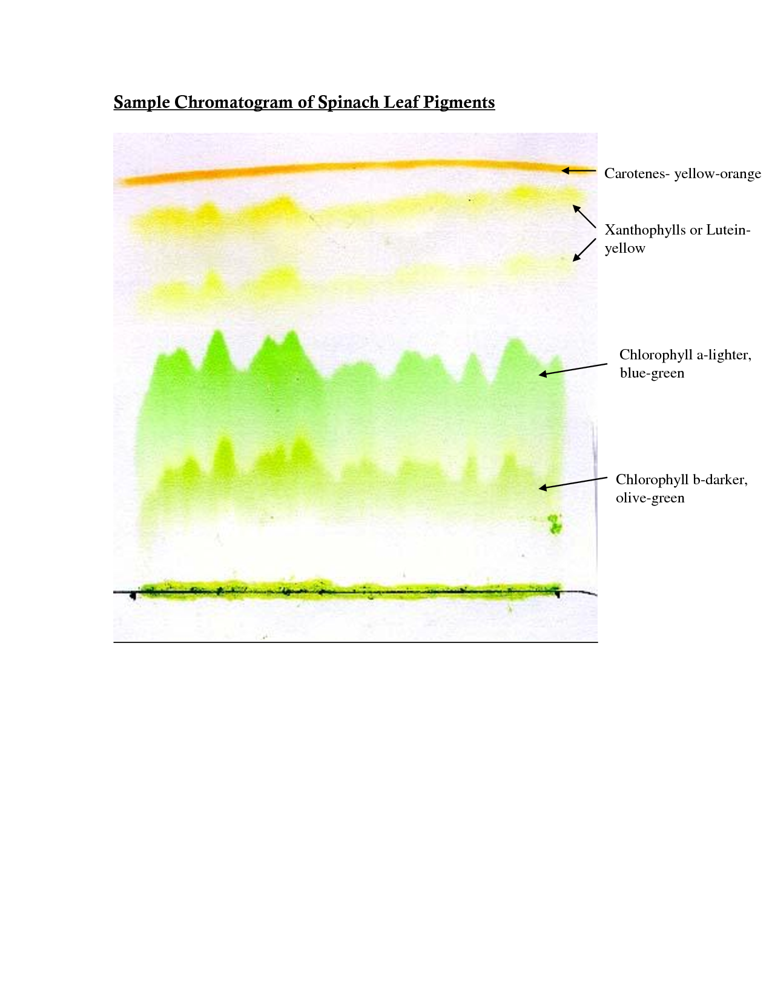 Sample Chromatogram of Spinach Leaf Pigments
Carotenes- yellow-orange
Xanthophylls or Lutein-
yellow
Chlorophyll a-lighter,
blue-green
Chlorophyll b-darker,
olive-green